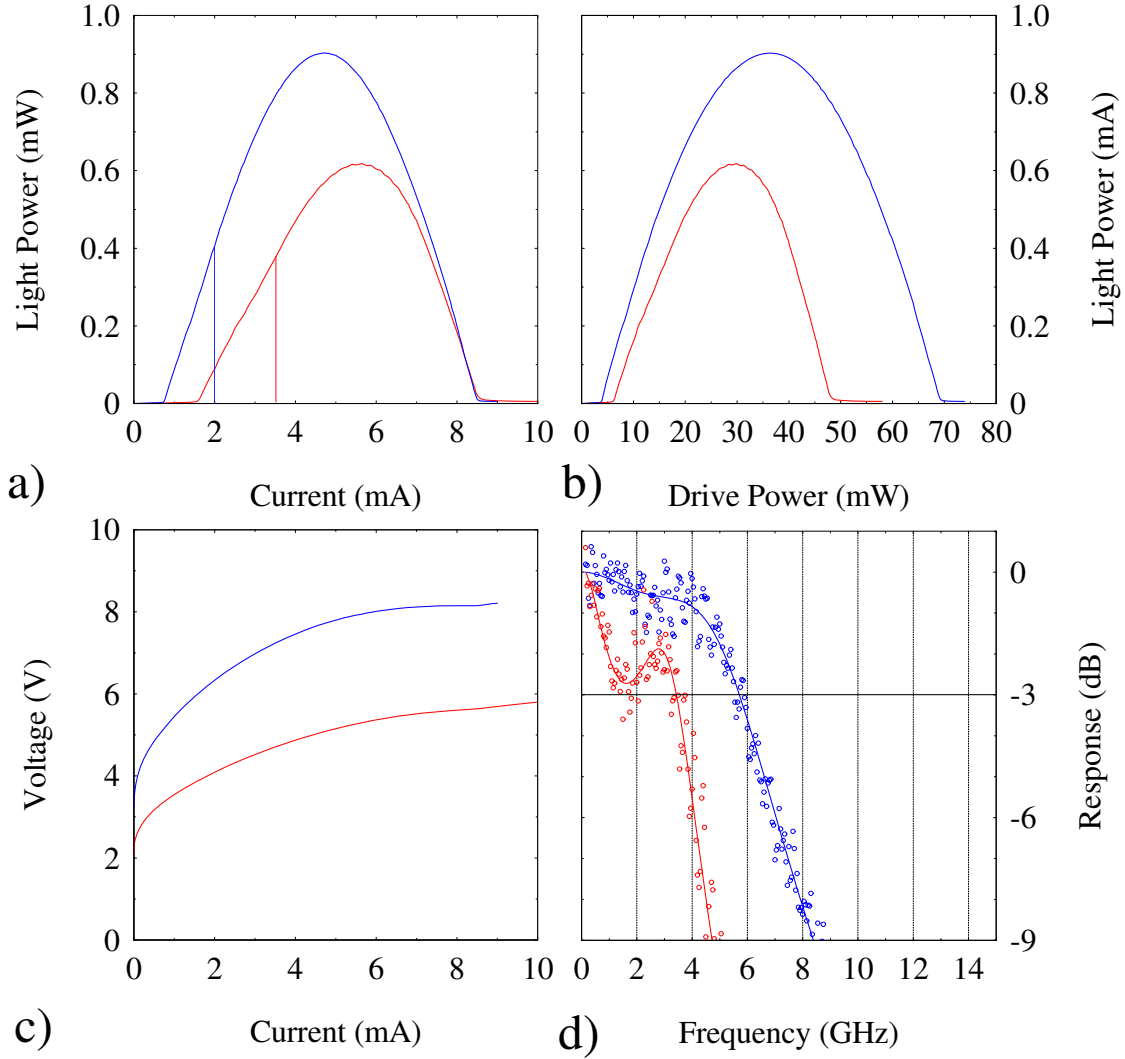 1.0
0.8
0.6
0.4
0.2
0
Light Power (mW)
0 2 4 6 8 10
a)
Current (mA)
1.0
0.8
0.6
0.4
0.2
0
Light Power (mA)
0 10 20 30 40 50 60 70 80
b)
Drive Power (mW)
10
8
6
4
2
0
Voltage (V)
0 2 4 6 8 10
c)
Current (mA)
0
-3
-6
-9
Response (dB)
0 2 4 6 8 10 12 14
d)
Frequency (GHz)